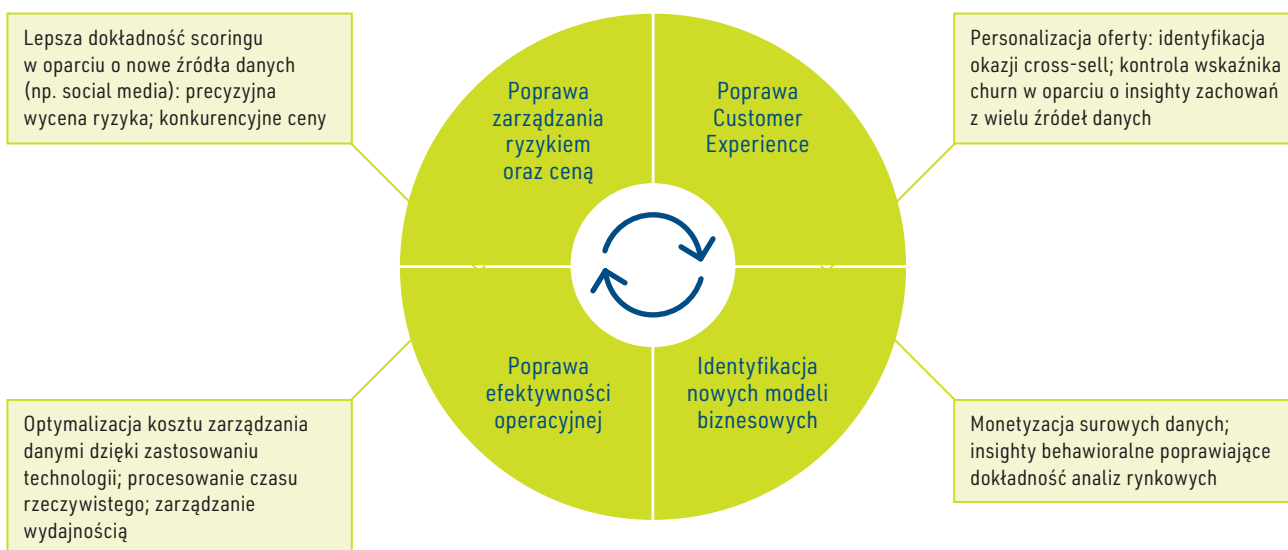 Lepsza dokładność scoringu
w oparciu o nowe źródła danych
(np. social media): precyzyjna
wycena ryzyka; konkurencyjne ceny
Poprawa
zarządzania
ryzykiem
oraz ceną
Poprawa
Customer
Experience
Personalizacja oferty: identyfikacja
okazji cross-sell; kontrola wskaźnika
churn w oparciu o insighty zachowań
z wielu źródeł danych
Optymalizacja kosztu zarządzania
danymi dzięki zastosowaniu
technologii; procesowanie czasu
rzeczywistego; zarządzanie
wydajnością
Poprawa
efektywności
operacyjnej
Identyfikacja
nowych modeli
biznesowych
Monetyzacja surowych danych;
insighty behawioralne poprawiające
dokładność analiz rynkowych